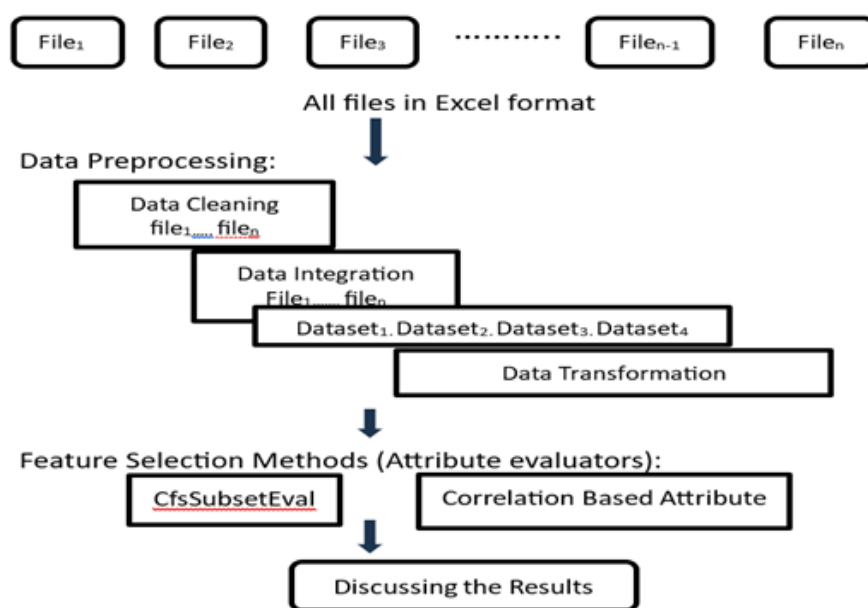 File₁ File₂ File₃ ………… Fileₙ₋₁ Fileₙ
All files in Excel format
Data Preprocessing:
Data Cleaning
file₁..... fileₙ
Data Integration
File₁....... fileₙ
Dataset₁. Dataset₂. Dataset₃. Dataset₄
Data Transformation
Feature Selection Methods (Attribute evaluators):
CfsSubsetEval Correlation Based Attribute
Discussing the Results